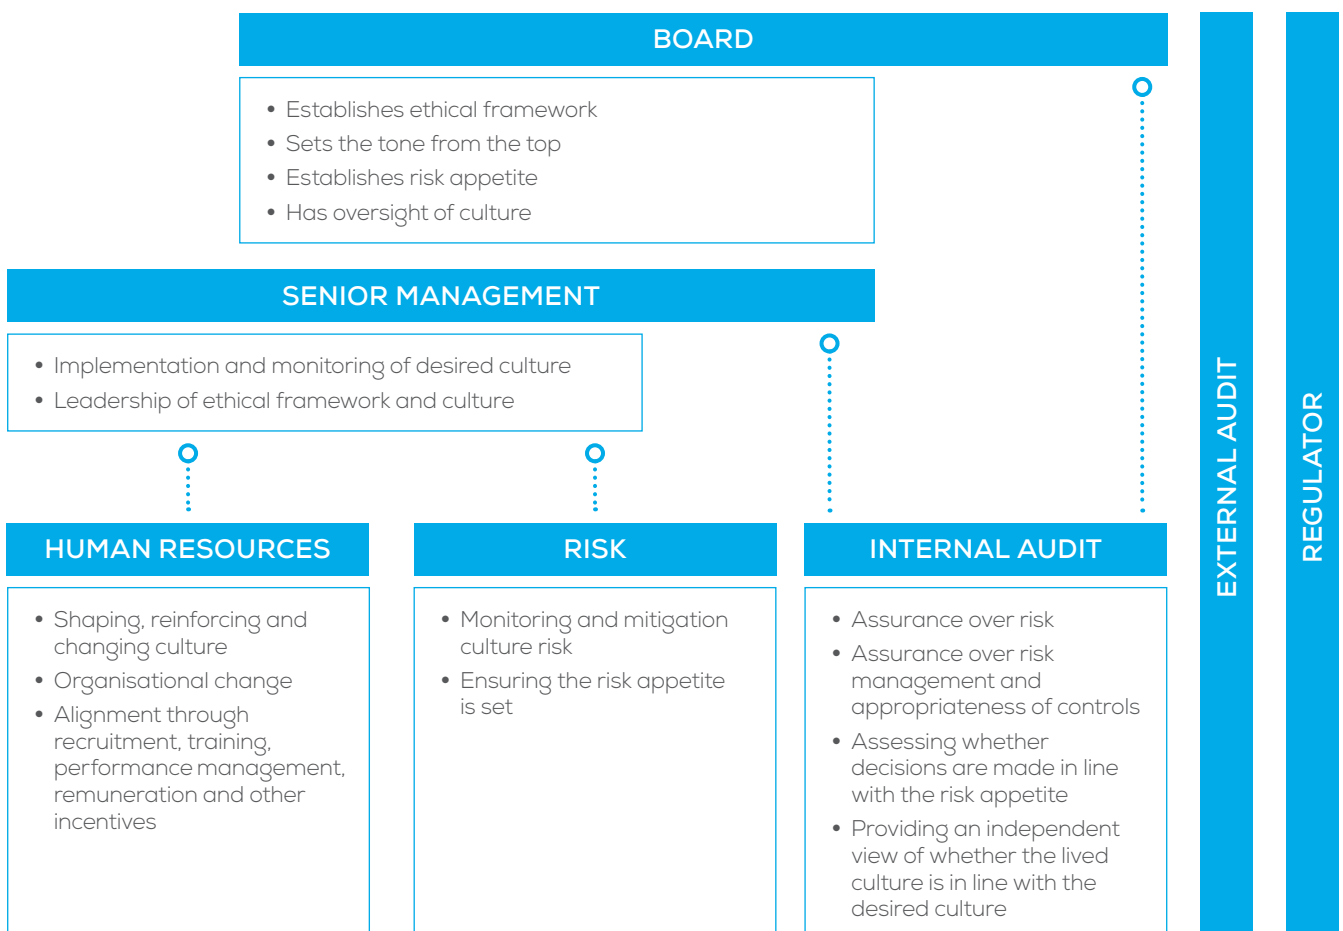 BOARD
• Establishes ethical framework
• Sets the tone from the top
• Establishes risk appetite
• Has oversight of culture
SENIOR MANAGEMENT
• Implementation and monitoring of desired culture
• Leadership of ethical framework and culture
HUMAN RESOURCES
• Shaping, reinforcing and
changing culture
• Organisational change
• Alignment through
recruitment, training,
performance management,
remuneration and other
incentives
RISK
• Monitoring and mitigation
culture risk
• Ensuring the risk appetite
is set
INTERNAL AUDIT
• Assurance over risk
• Assurance over risk
management and
appropriateness of controls
• Assessing whether
decisions are made in line
with the risk appetite
• Providing an independent
view of whether the lived
culture is in line with the
desired culture
EXTERNAL AUDIT
REGULATOR